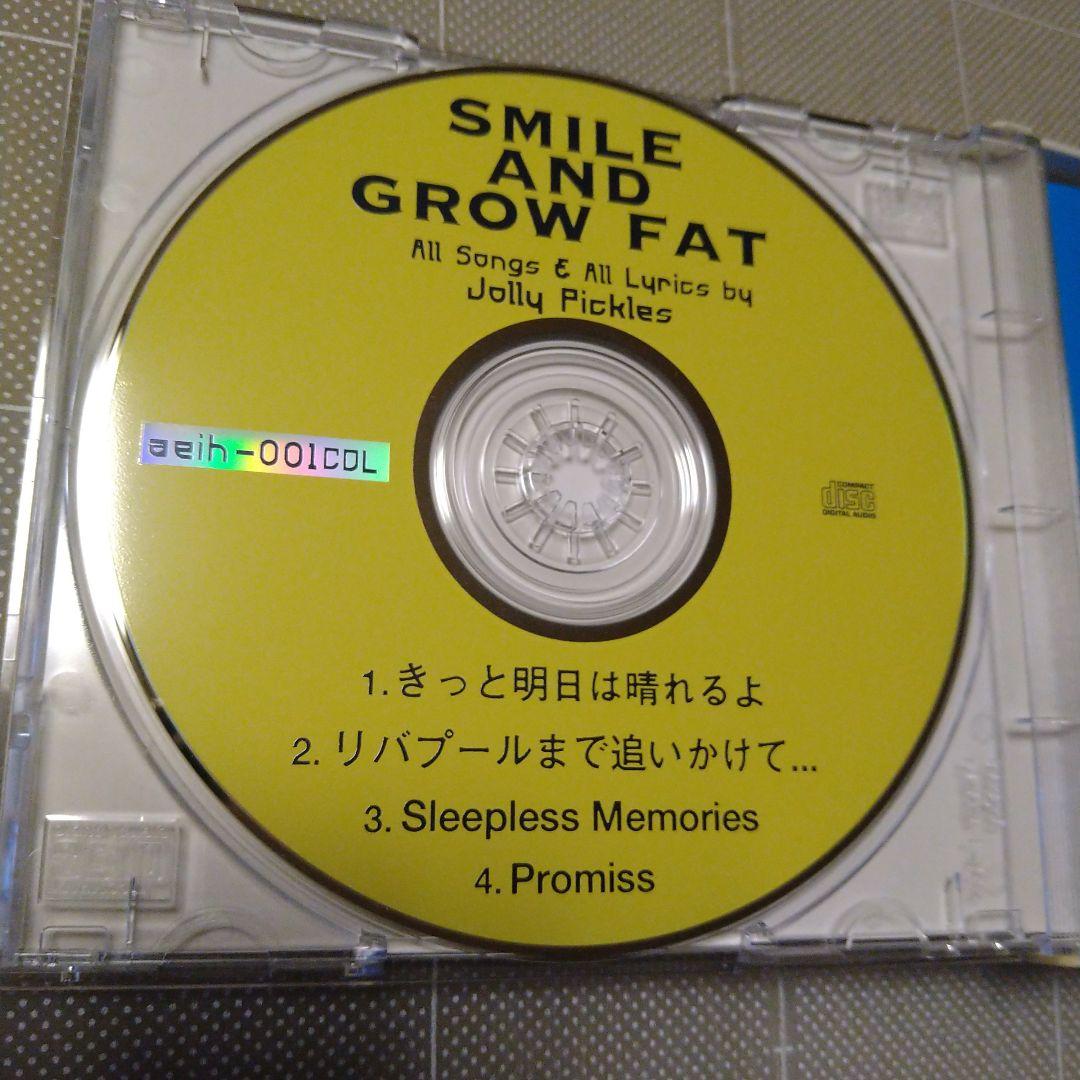 SMILE
AND
GROW FAT
All Songs & All Lyrics by
Jolly Pickles
aeih-001CDL
COMPACT
disc
DIGITAL AUDIO
1. きっと明日は晴れるよ
2. リバプールまで追いかけて...
3. Sleepless Memories
4. Promiss